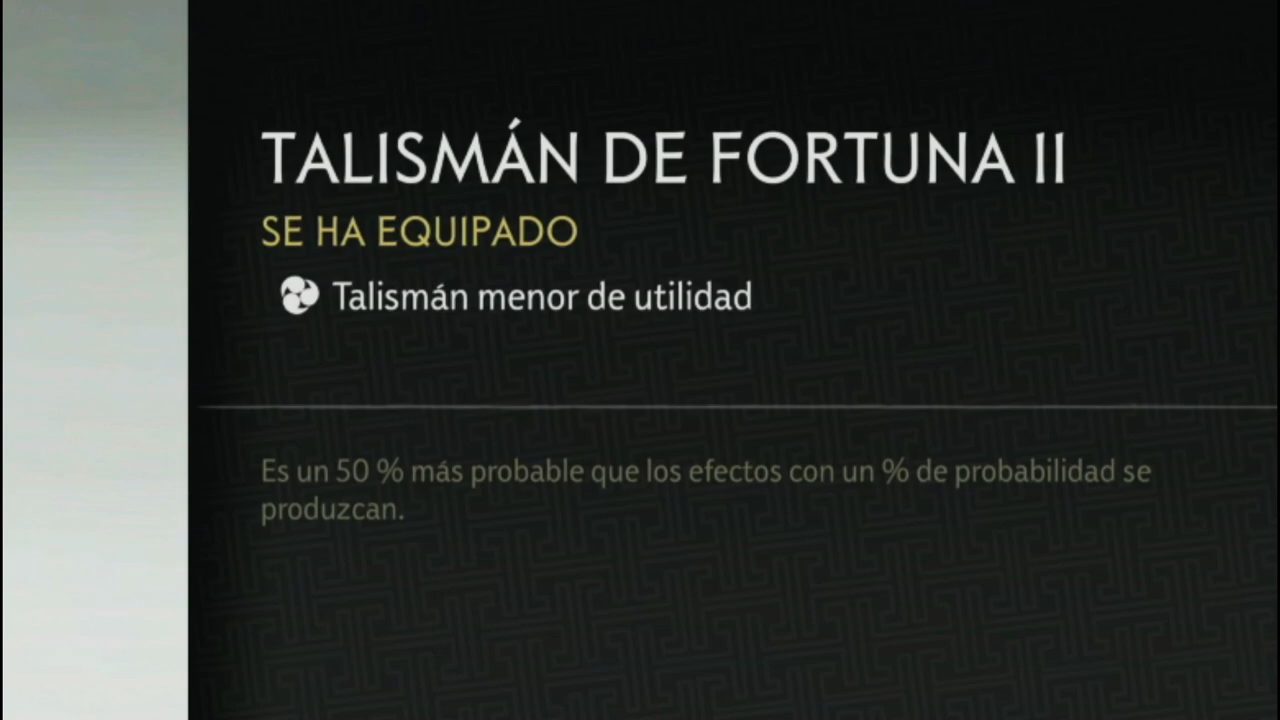 TALISMÁN DE FORTUNA II
SE HA EQUIPADO
Talismán menor de utilidad
Es un 50 % más probable que los efectos con un % de probabilidad se
produzcan.